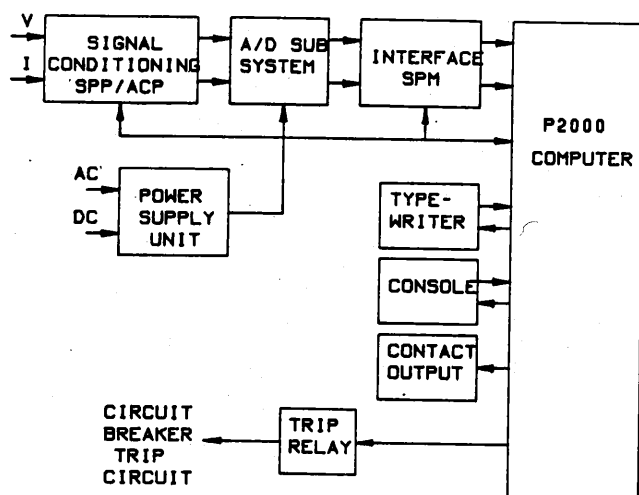 V
I
SIGNAL
CONDITIONING
SPP/ACP
A/D SUB
SYSTEM
INTERFACE
SPM
P2000
COMPUTER
AC
DC
POWER
SUPPLY
UNIT
TYPE-
WRITER
CONSOLE
CONTACT
OUTPUT
TRIP
RELAY
CIRCUIT
BREAKER
TRIP
CIRCUIT